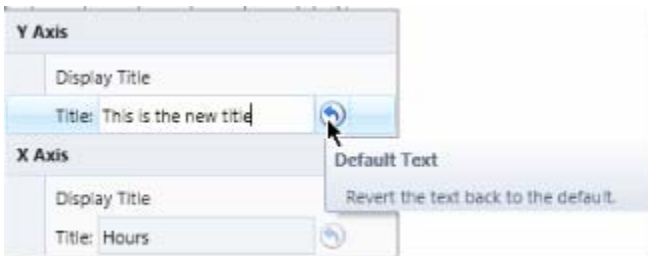 Y Axis
Display Title
Title: This is the new title
X Axis
Default Text
Display Title
Revert the text back to the default.
Title: Hours